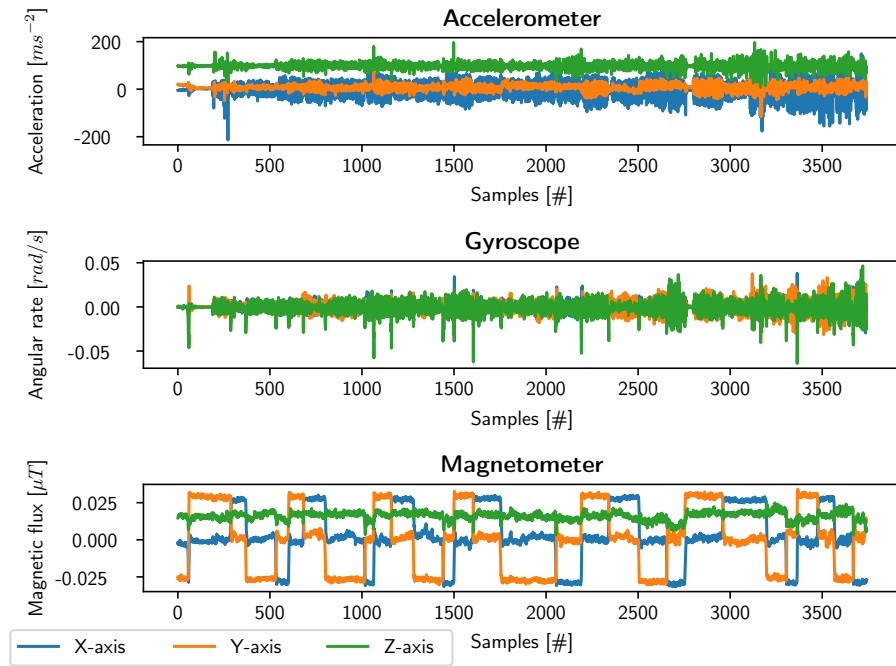 Accelerometer
Acceleration [ms⁻²]
200
0
-200
0 500 1000 1500 2000 2500 3000 3500
Samples [#]
Gyroscope
Angular rate [rad/s]
0.05
0.00
-0.05
0 500 1000 1500 2000 2500 3000 3500
Samples [#]
Magnetometer
Magnetic flux [μT]
0.025
0.000
-0.025
0 500 1000 1500 2000 2500 3000 3500
Samples [#]
X-axis Y-axis Z-axis